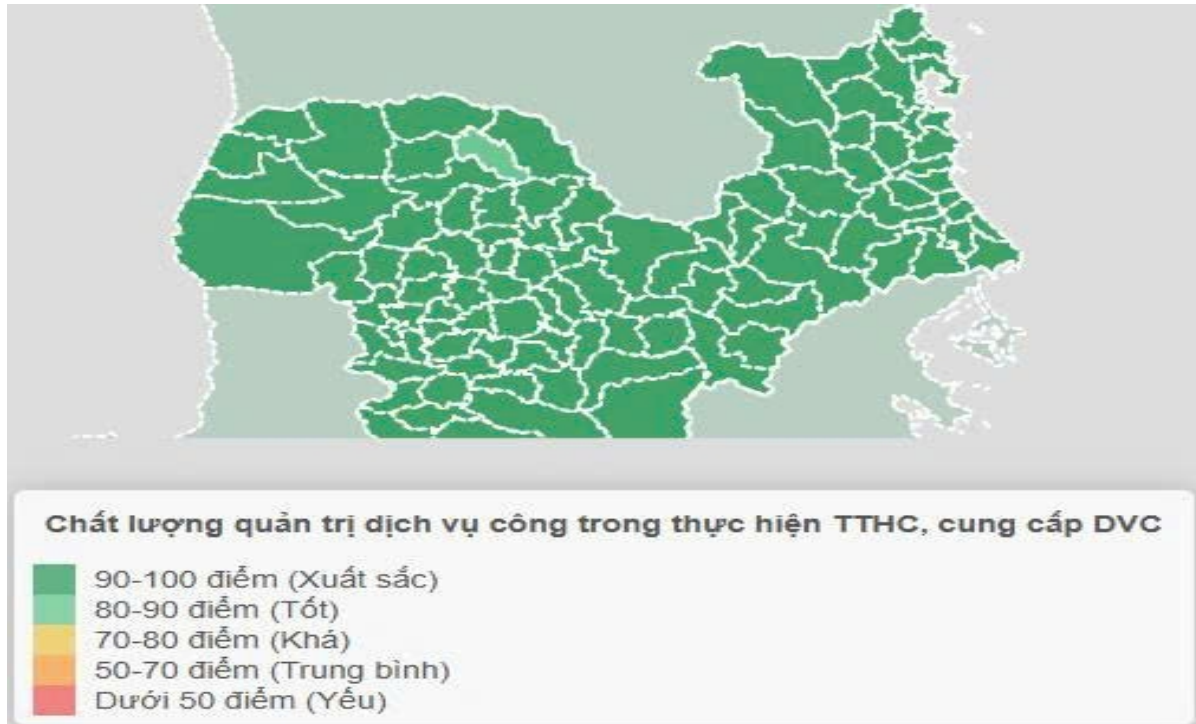 Chất lượng quản trị dịch vụ công trong thực hiện TTHC, cung cấp DVC
90-100 điểm (Xuất sắc)
80-90 điểm (Tốt)
70-80 điểm (Khá)
50-70 điểm (Trung bình)
Dưới 50 điểm (Yếu)